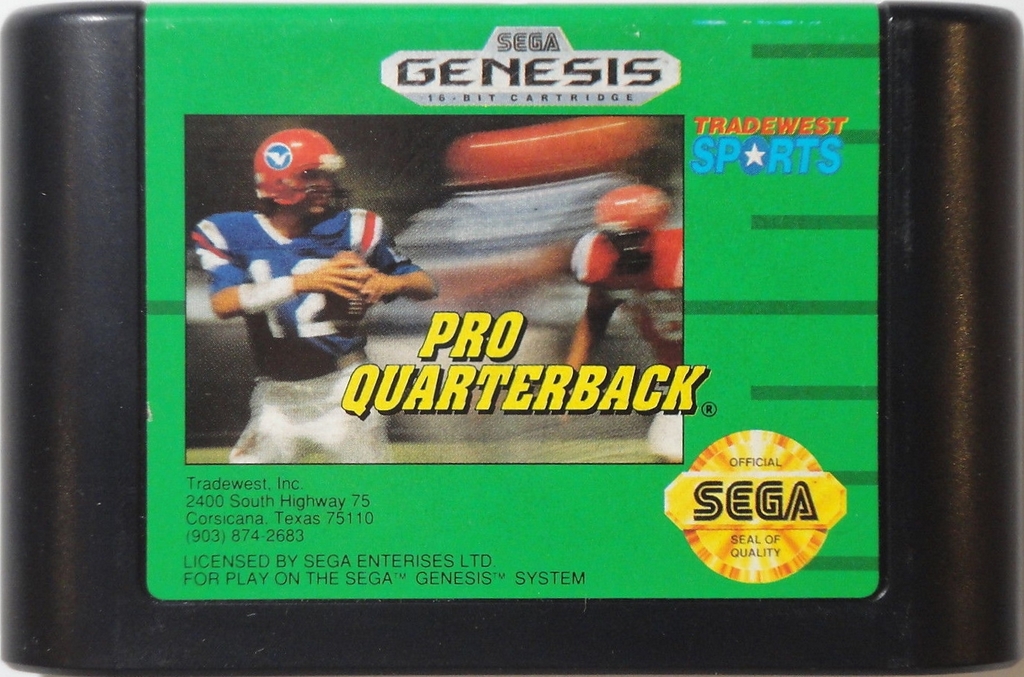 SEGA
GENESIS
16-BIT CARTRIDGE
TRADEWEST
SPORTS
12
PRO
QUARTERBACK®
Tradewest, Inc.
2400 South Highway 75
Corsicana, Texas 75110
(903) 874-2683
LICENSED BY SEGA ENTERISES LTD.
FOR PLAY ON THE SEGA™ GENESIS™ SYSTEM
OFFICIAL
SEGA
SEAL OF
QUALITY